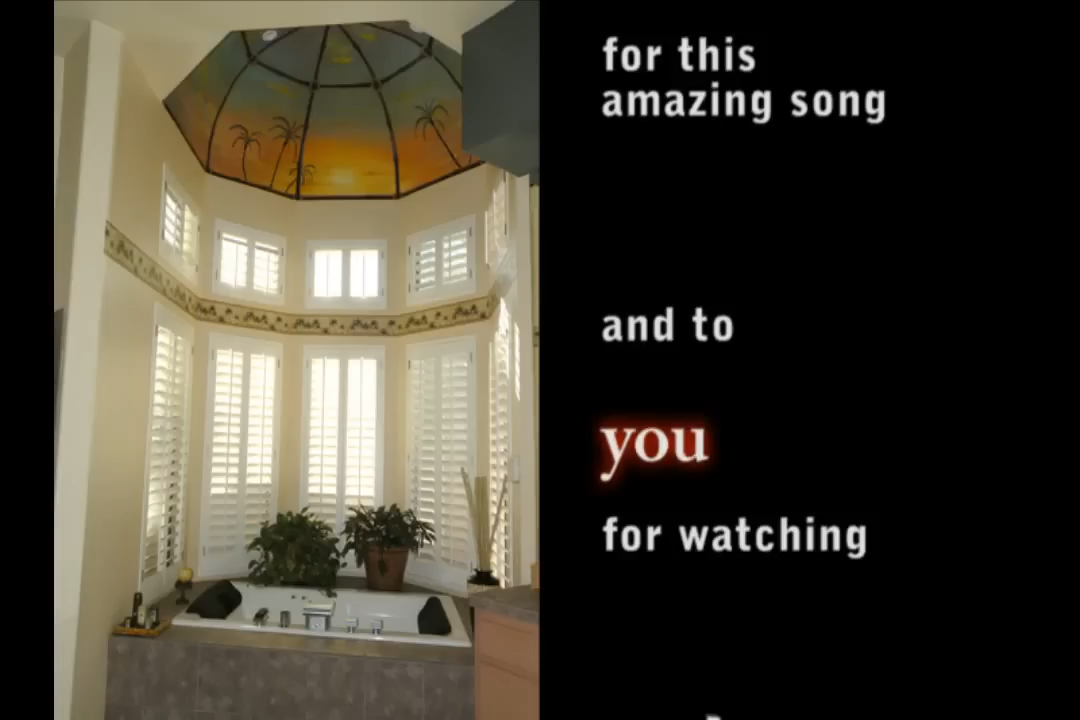 for this
amazing song
and to
you
for watching